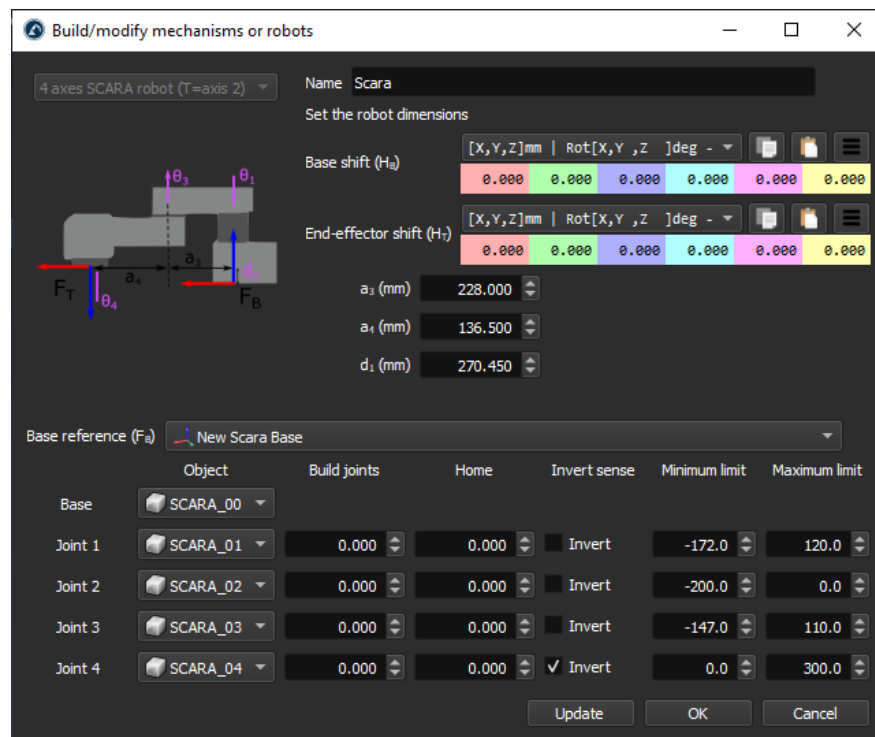 Build/modify mechanisms or robots
4 axes SCARA robot (T=axis 2)
Name Scara
Set the robot dimensions
Base shift (H_B) [X,Y,Z]mm | Rot[X,Y ,Z ]deg -
0.000 0.000 0.000 0.000 0.000 0.000
End-effector shift (H_T) [X,Y,Z]mm | Rot[X,Y ,Z ]deg -
0.000 0.000 0.000 0.000 0.000 0.000
θ₃ θ₁
a₃
a₄
F_T θ₄ F_B
a₃ (mm) 228.000
a₄ (mm) 136.500
d₁ (mm) 270.450
Base reference (F_B) New Scara Base
Object Build joints Home Invert sense Minimum limit Maximum limit
Base SCARA_00
Joint 1 SCARA_01 0.000 0.000 Invert -172.0 120.0
Joint 2 SCARA_02 0.000 0.000 Invert -200.0 0.0
Joint 3 SCARA_03 0.000 0.000 Invert -147.0 110.0
Joint 4 SCARA_04 0.000 0.000 Invert 0.0 300.0
Update OK Cancel